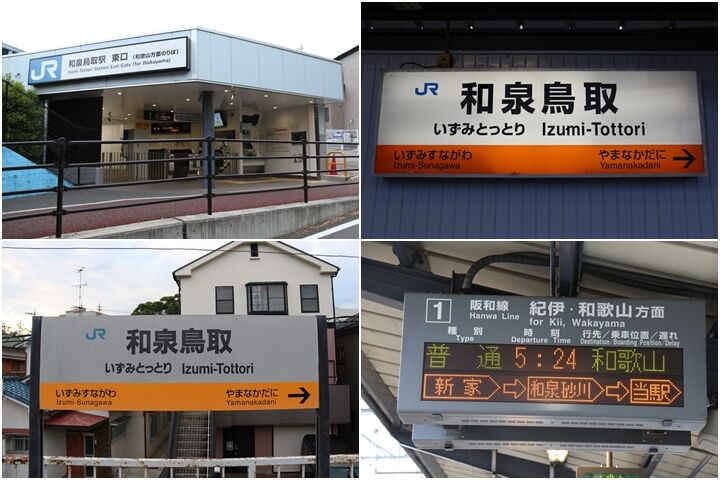 JR 和泉鳥取駅 東口 (和歌山方面のりば)
Izumi-Tottori Station East Gate (for Wakayama)
JR 和泉鳥取
いずみとっとり Izumi-Tottori
いずみすながわ やまなかだに
Izumi-Sunagawa Yamanakadani
JR 和泉鳥取
いずみとっとり Izumi-Tottori
いずみすながわ やまなかだに
Izumi-Sunagawa Yamanakadani
1 阪和線 紀伊・和歌山方面
Hanwa Line for Kii, Wakayama
種別 時刻 行先/乗車位置/遅れ
Type Departure Time Destination/Boarding Position/Delay
普通 5:24 和歌山
新家 ⇨ 和泉砂川 ⇨ 当駅